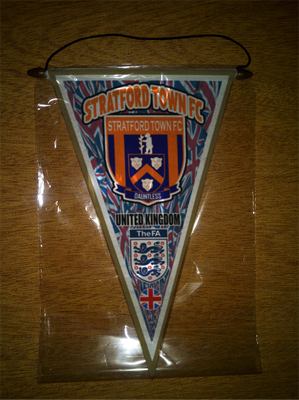 STRATFORD TOWN FC
STRATFORD TOWN FC
DAUNTLESS
UNITED KINGDOM
The FA